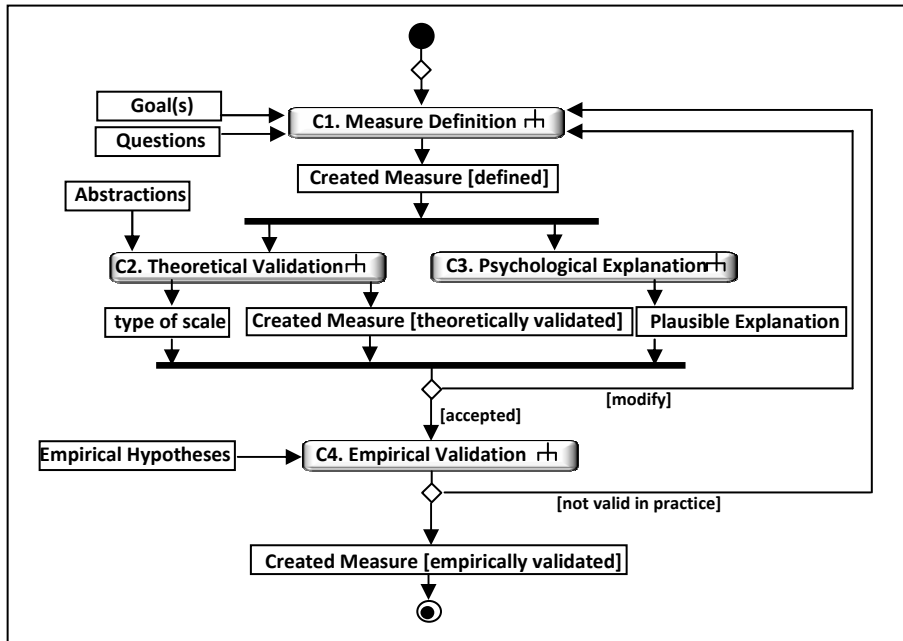 Goal(s)
C1. Measure Definition
Questions
Created Measure [defined]
Abstractions
C2. Theoretical Validation
C3. Psychological Explanation
type of scale
Created Measure [theoretically validated]
Plausible Explanation
[modify]
[accepted]
Empirical Hypotheses
C4. Empirical Validation
[not valid in practice]
Created Measure [empirically validated]